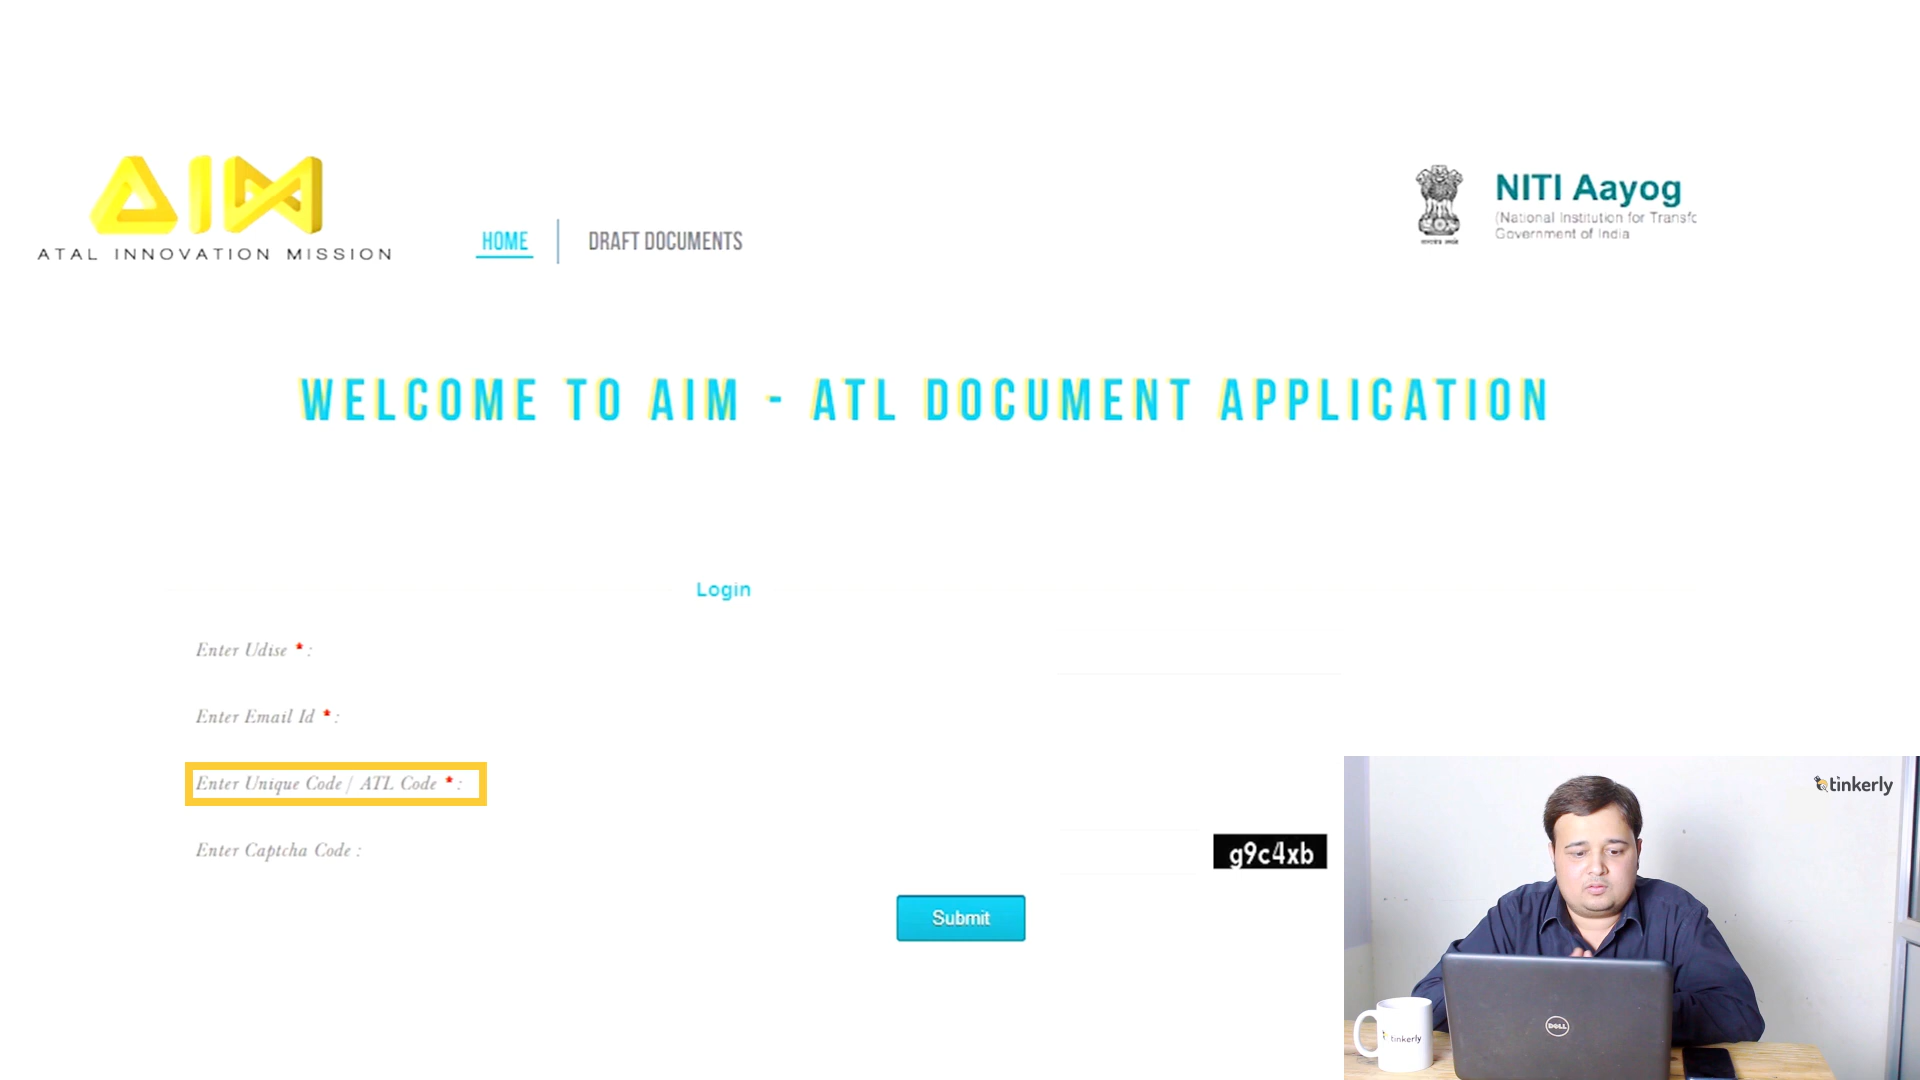 AIM
ATAL INNOVATION MISSION
HOME
DRAFT DOCUMENTS
NITI Aayog
(National Institution for Transfc
Government of India
WELCOME TO AIM - ATL DOCUMENT APPLICATION
Login
Enter Udise * :
Enter Email Id * :
Enter Unique Code / ATL Code * :
Enter Captcha Code :
g9c4xb
Submit
tinkerly
DELL
tinkerly